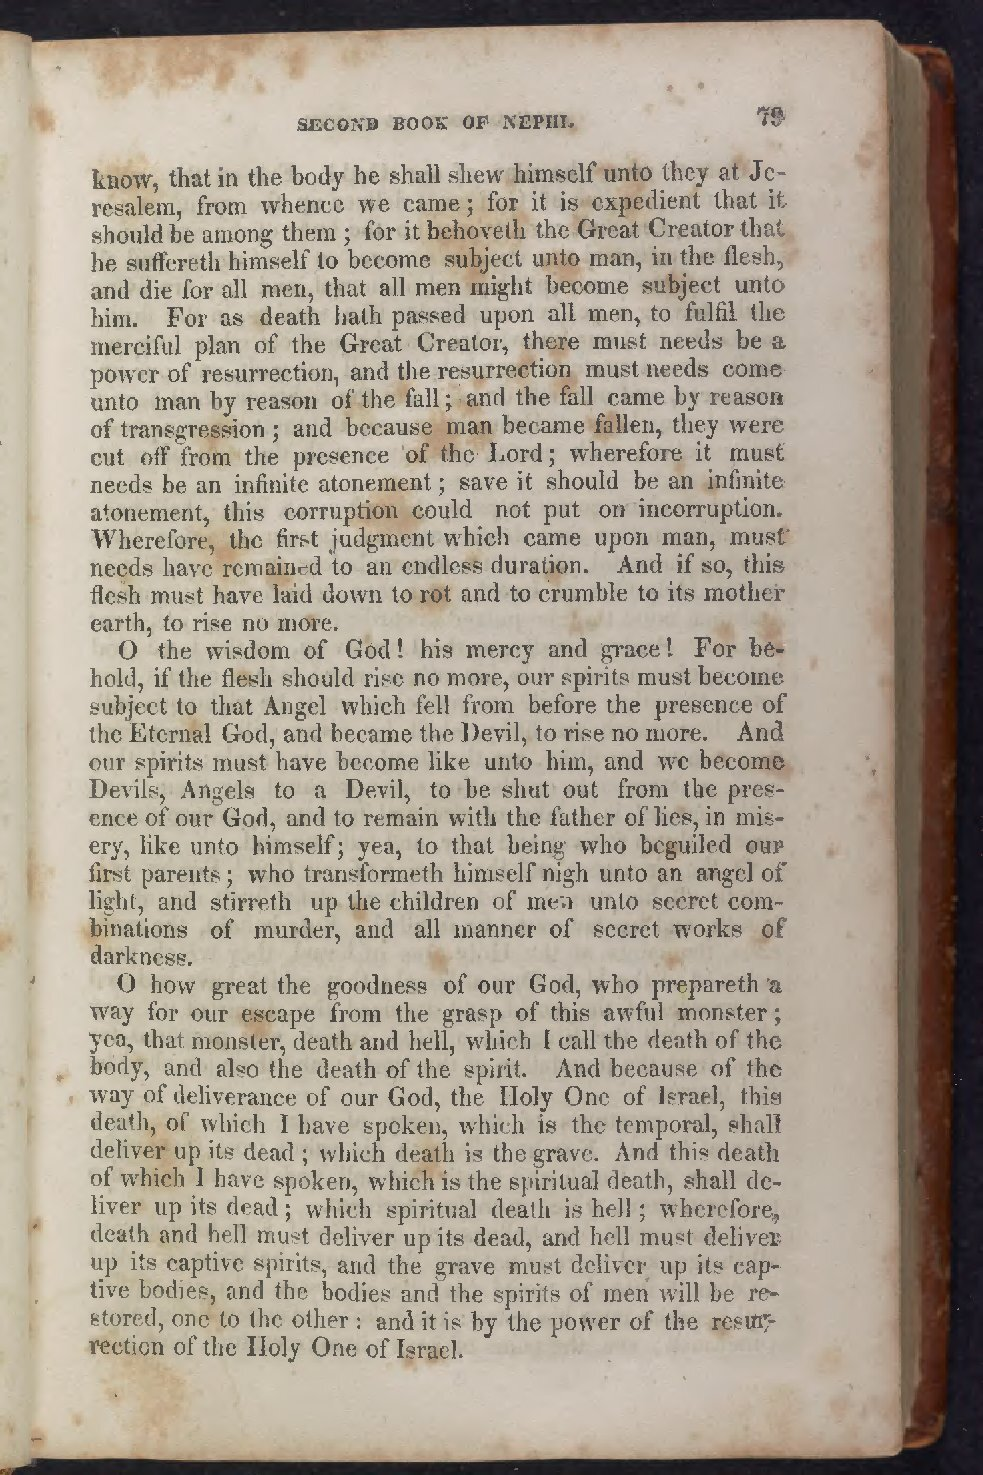 SECOND BOOK OF NEPHI. 79
know, that in the body he shall shew himself unto they at Je-
resalem, from whence we came; for it is expedient that it
should be among them; for it behoveth the Great Creator that
he suffereth himself to become subject unto man, in the flesh,
and die for all men, that all men might become subject unto
him. For as death hath passed upon all men, to fulfil the
merciful plan of the Great Creator, there must needs be a
power of resurrection, and the resurrection must needs come
unto man by reason of the fall; and the fall came by reason
of transgression; and because man became fallen, they were
cut off from the presence of the Lord; wherefore it must
needs be an infinite atonement; save it should be an infinite
atonement, this corruption could not put on incorruption.
Wherefore, the first judgment which came upon man, must
needs have remained to an endless duration. And if so, this
flesh must have laid down to rot and to crumble to its mother
earth, to rise no more.
O the wisdom of God! his mercy and grace! For be-
hold, if the flesh should rise no more, our spirits must become
subject to that Angel which fell from before the presence of
the Eternal God, and became the Devil, to rise no more. And
our spirits must have become like unto him, and we become
Devils, Angels to a Devil, to be shut out from the pres-
ence of our God, and to remain with the father of lies, in mis-
ery, like unto himself; yea, to that being who beguiled our
first parents; who transformeth himself nigh unto an angel of
light, and stirreth up the children of men unto secret com-
binations of murder, and all manner of secret works of
darkness.
O how great the goodness of our God, who prepareth a
way for our escape from the grasp of this awful monster;
yea, that monster, death and hell, which I call the death of the
body, and also the death of the spirit. And because of the
way of deliverance of our God, the Holy One of Israel, this
death, of which I have spoken, which is the temporal, shall
deliver up its dead; which death is the grave. And this death
of which I have spoken, which is the spiritual death, shall de-
liver up its dead; which spiritual death is hell; wherefore,
death and hell must deliver up its dead, and hell must deliver
up its captive spirits, and the grave must deliver up its cap-
tive bodies, and the bodies and the spirits of men will be re-
stored, one to the other: and it is by the power of the resur-
rection of the Holy One of Israel.